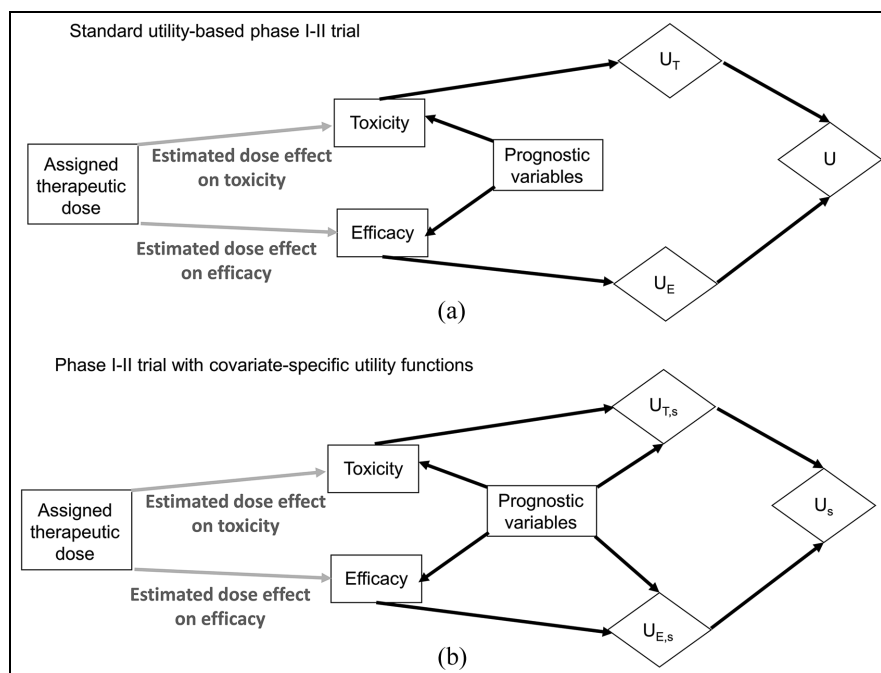 Standard utility-based phase I-II trial
U_T
Toxicity
Assigned
therapeutic
dose
Estimated dose effect
on toxicity
Prognostic
variables
U
Efficacy
Estimated dose effect
on efficacy
U_E
(a)
Phase I-II trial with covariate-specific utility functions
U_T,s
Toxicity
Assigned
therapeutic
dose
Estimated dose effect
on toxicity
Prognostic
variables
U_s
Efficacy
Estimated dose effect
on efficacy
U_E,s
(b)